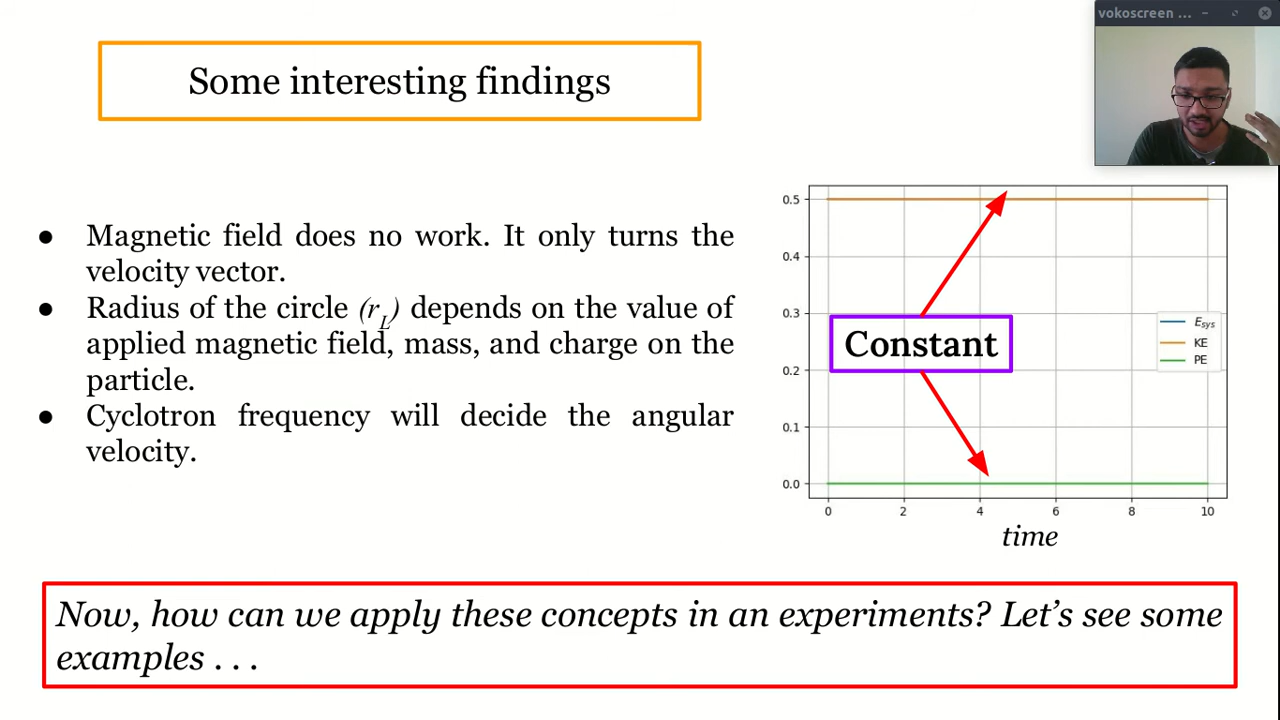 vokoscreen ...
Some interesting findings
● Magnetic field does no work. It only turns the
velocity vector.
● Radius of the circle (rL) depends on the value of
applied magnetic field, mass, and charge on the
particle.
● Cyclotron frequency will decide the angular
velocity.
0.5
0.4
0.3
0.2
0.1
0.0
Constant
Esys
KE
PE
0 2 4 6 8 10
time
Now, how can we apply these concepts in an experiments? Let's see some
examples . . .